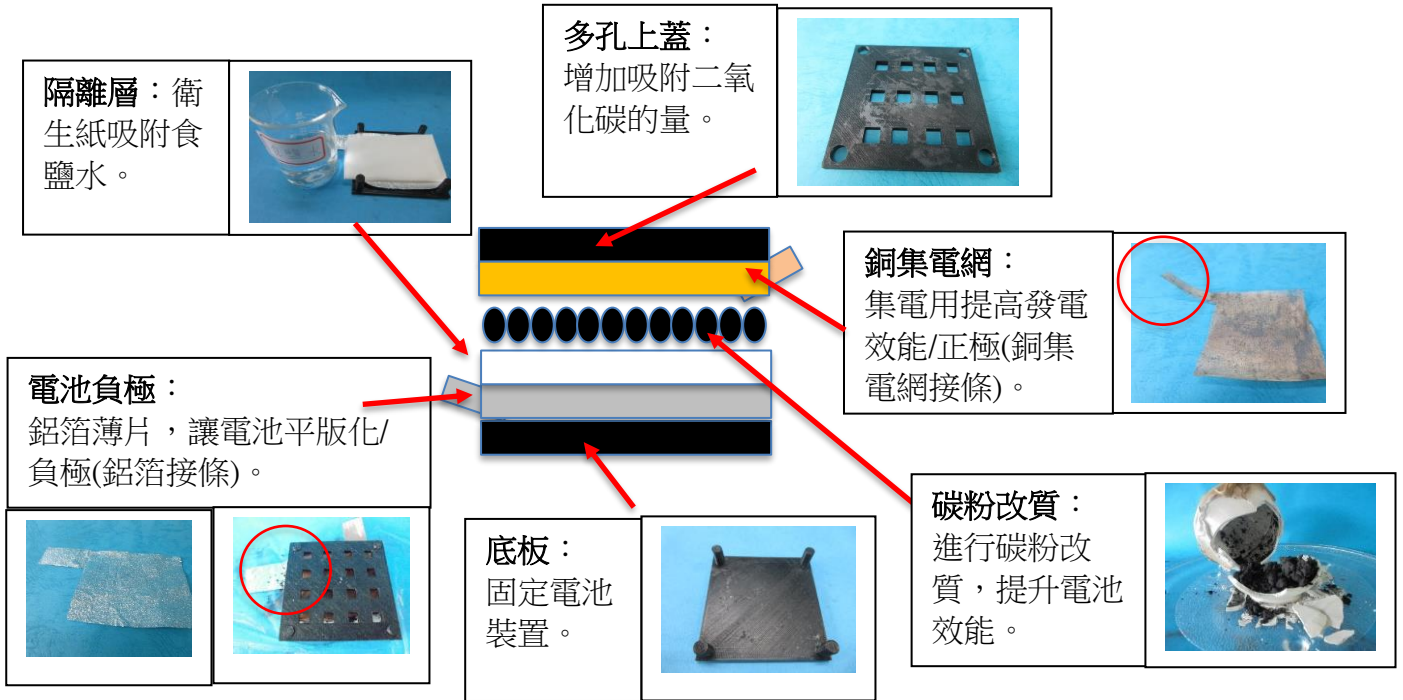 多孔上蓋：
增加吸附二氧
化碳的量。
隔離層：衛
生紙吸附食
鹽水。
銅集電網：
集電用提高發電
效能/正極(銅集
電網接條)。
電池負極：
鋁箔薄片，讓電池平版化/
負極(鋁箔接條)。
底板：
固定電池
裝置。
碳粉改質：
進行碳粉改
質，提升電池
效能。